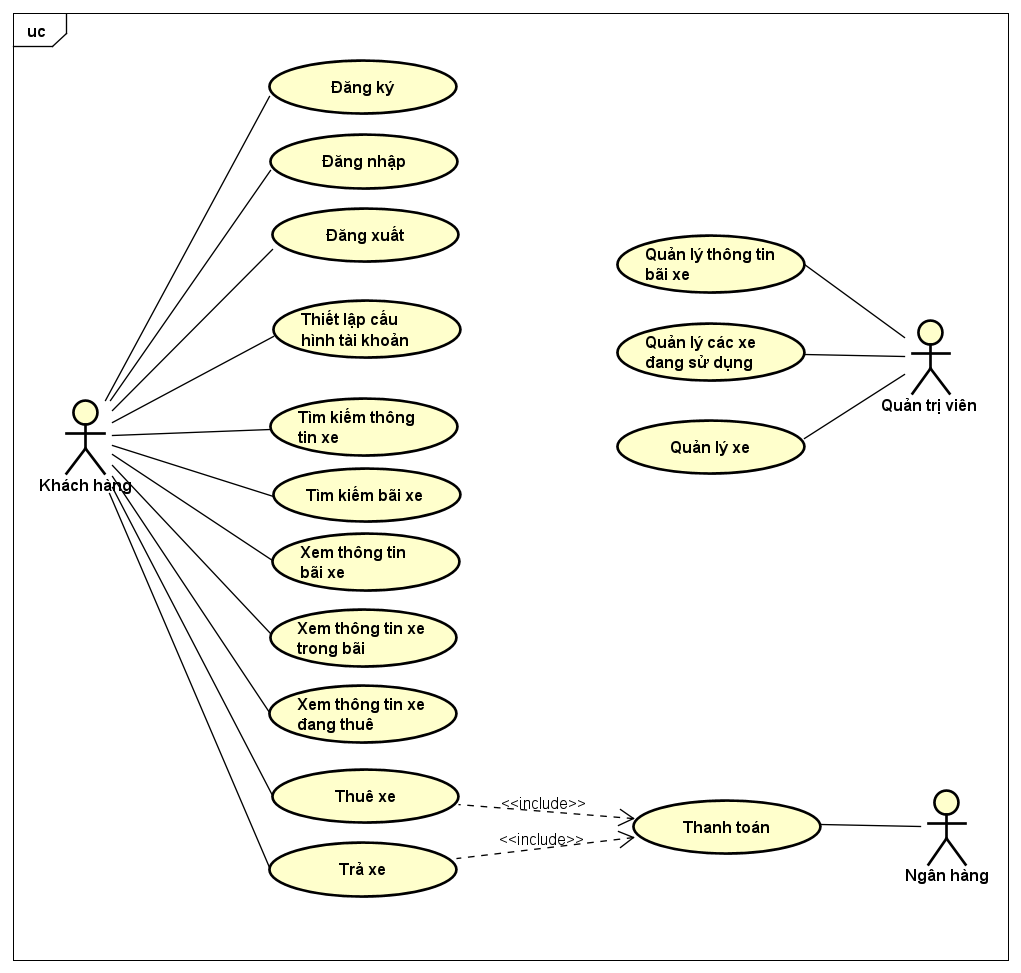 uc
Đăng ký
Đăng nhập
Đăng xuất
Thiết lập cấu
hình tài khoản
Tìm kiếm thông
tin xe
Tìm kiếm bãi xe
Xem thông tin
bãi xe
Xem thông tin xe
trong bãi
Xem thông tin xe
đang thuê
Thuê xe
Trả xe
Khách hàng
<<include>>
<<include>>
Thanh toán
Ngân hàng
Quản lý thông tin
bãi xe
Quản lý các xe
đang sử dụng
Quản lý xe
Quản trị viên